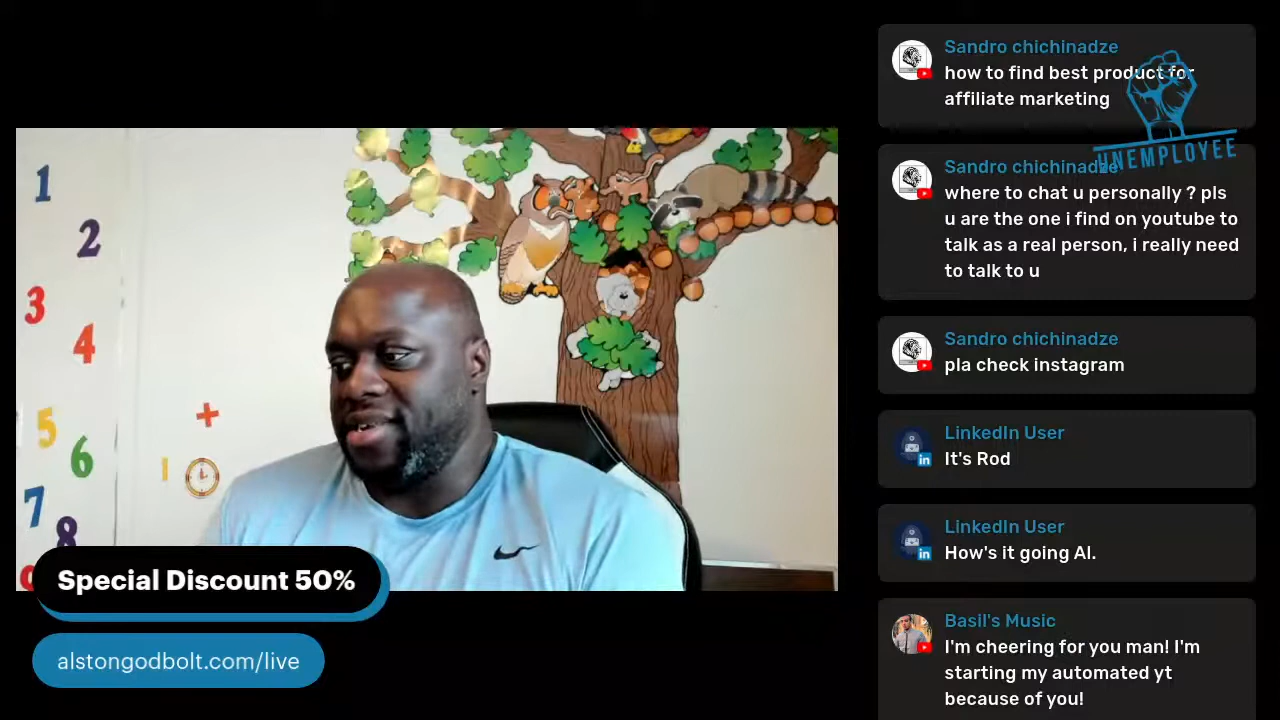 1
2
3
4
5
6
7
8
+
Special Discount 50%
alstongodbolt.com/live
Sandro chichinadze
how to find best product for
affiliate marketing
UNEMPLOYEE
Sandro chichinadze
where to chat u personally ? pls
u are the one i find on youtube to
talk as a real person, i really need
to talk to u
Sandro chichinadze
pla check instagram
LinkedIn User
It's Rod
LinkedIn User
How's it going Al.
Basil's Music
I'm cheering for you man! I'm
starting my automated yt
because of you!